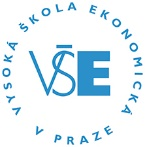 VYSOKÁ ŠKOLA EKONOMICKÁ
V PRAZE
VŠE